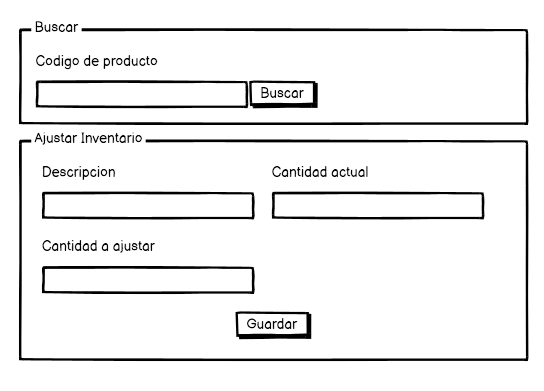 Buscar
Codigo de producto
Buscar
Ajustar Inventario
Descripcion Cantidad actual
Cantidad a ajustar
Guardar